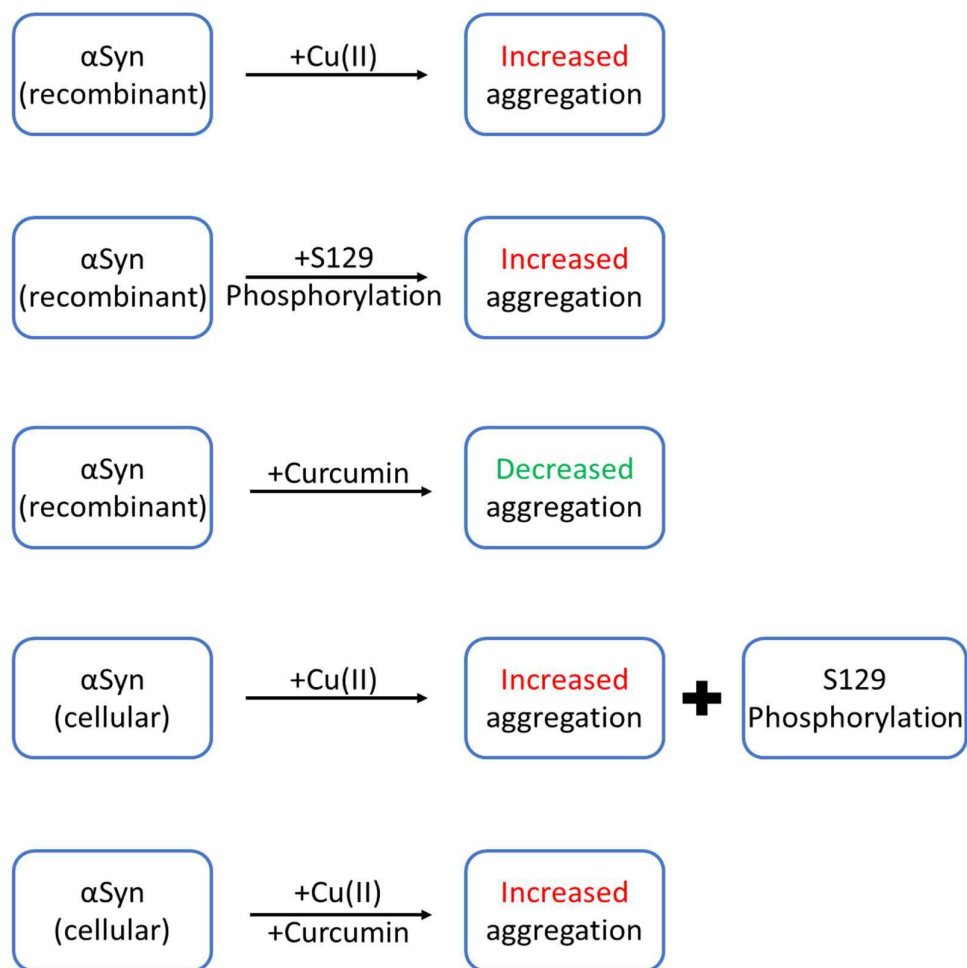 αSyn
(recombinant)
+Cu(II)
Increased
aggregation
αSyn
(recombinant)
+S129
Phosphorylation
Increased
aggregation
αSyn
(recombinant)
+Curcumin
Decreased
aggregation
αSyn
(cellular)
+Cu(II)
Increased
aggregation
+
S129
Phosphorylation
αSyn
(cellular)
+Cu(II)
+Curcumin
Increased
aggregation